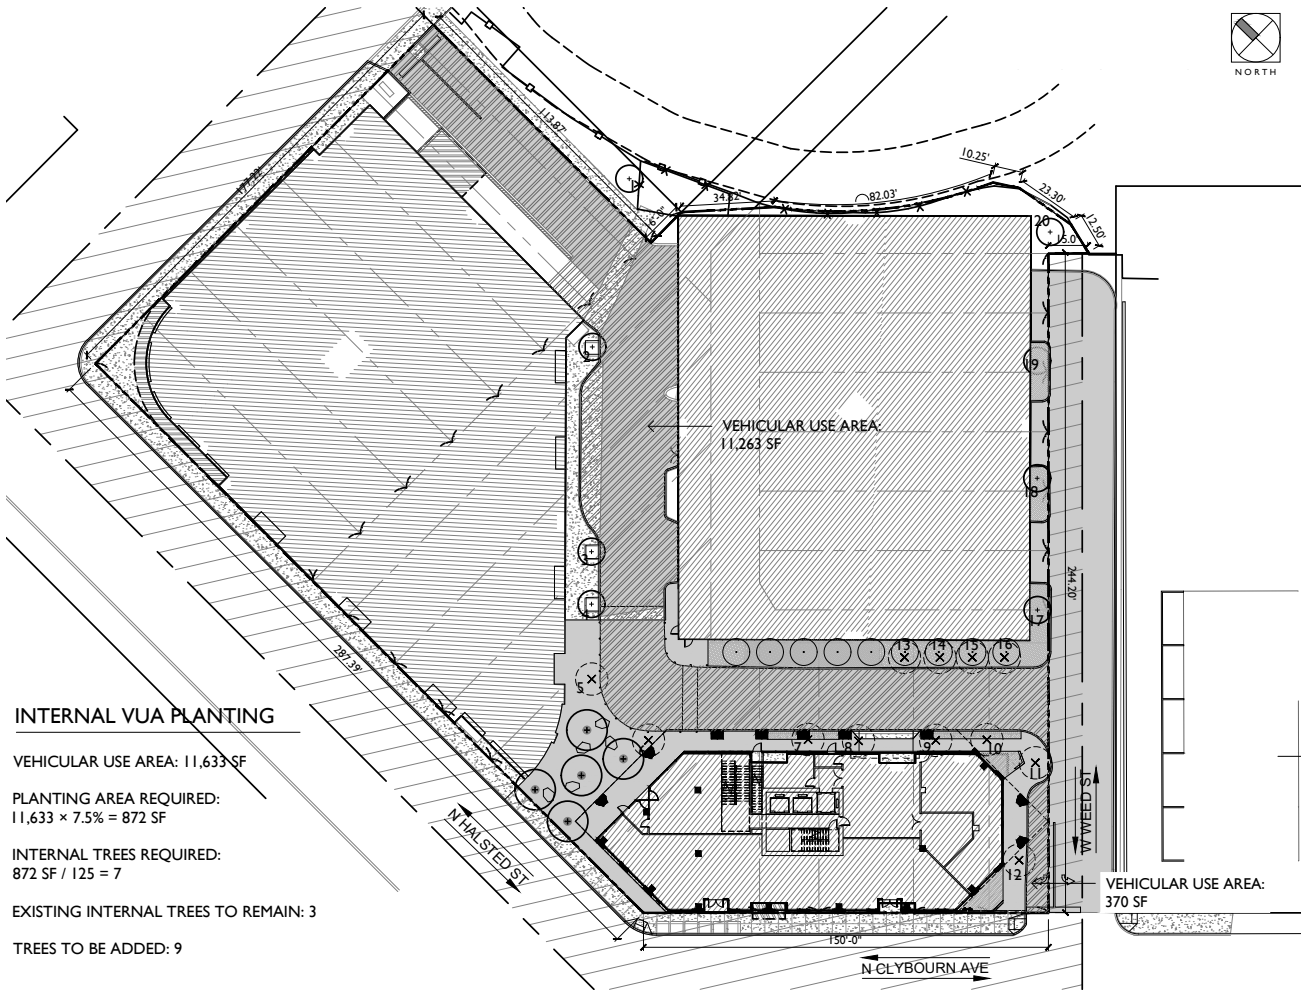 NORTH
113.87'
177.22'
10.25'
82.03'
34.82'
23.30'
12.50'
15.0'
1
20
2
19
VEHICULAR USE AREA:
11,263 SF
18
3
4
17
244.20'
13 14 15 16
5
287.39'
7 8 9 10
11
12
INTERNAL VUA PLANTING
VEHICULAR USE AREA: 11,633 SF
PLANTING AREA REQUIRED:
11,633 × 7.5% = 872 SF
INTERNAL TREES REQUIRED:
872 SF / 125 = 7
EXISTING INTERNAL TREES TO REMAIN: 3
TREES TO BE ADDED: 9
N HALSTED ST
W WEED ST
VEHICULAR USE AREA:
370 SF
150'-0"
N CLYBOURN AVE